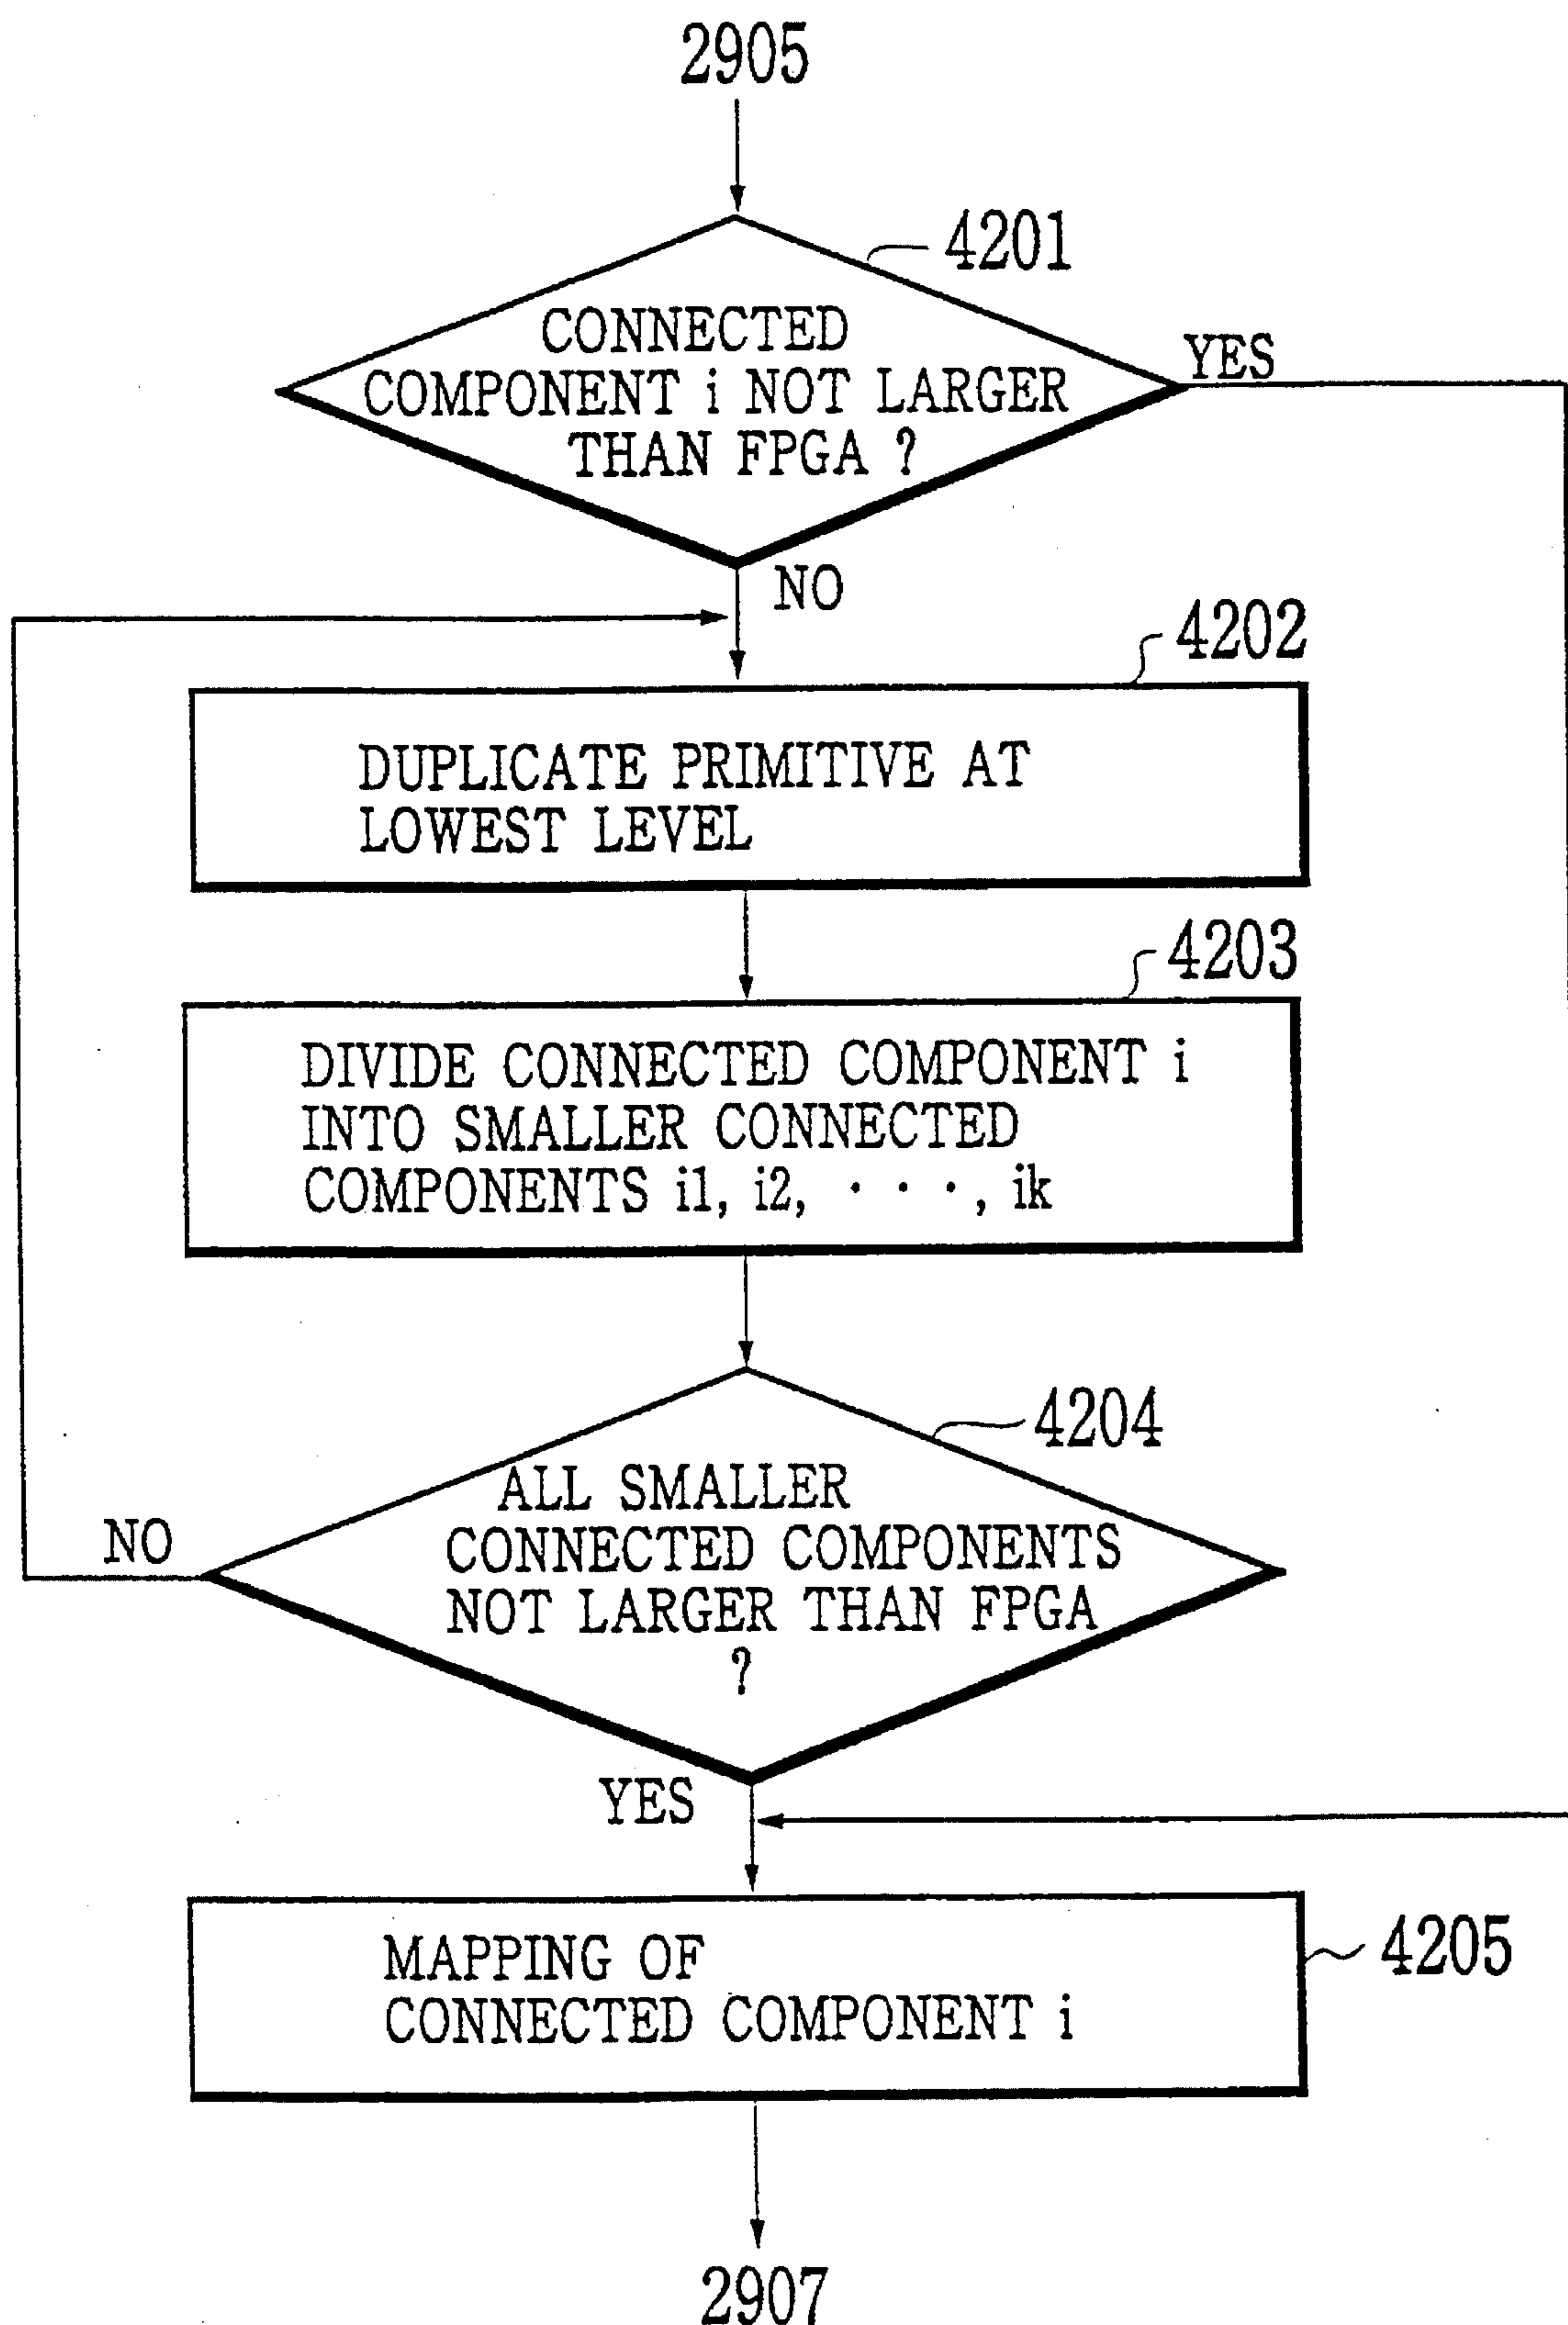 2905
4201
CONNECTED
COMPONENT i NOT LARGER
THAN FPGA ?
YES
NO
4202
DUPLICATE PRIMITIVE AT
LOWEST LEVEL
4203
DIVIDE CONNECTED COMPONENT i
INTO SMALLER CONNECTED
COMPONENTS i1, i2, · · ·, ik
4204
ALL SMALLER
CONNECTED COMPONENTS
NOT LARGER THAN FPGA
?
NO
YES
MAPPING OF
CONNECTED COMPONENT i
4205
2907